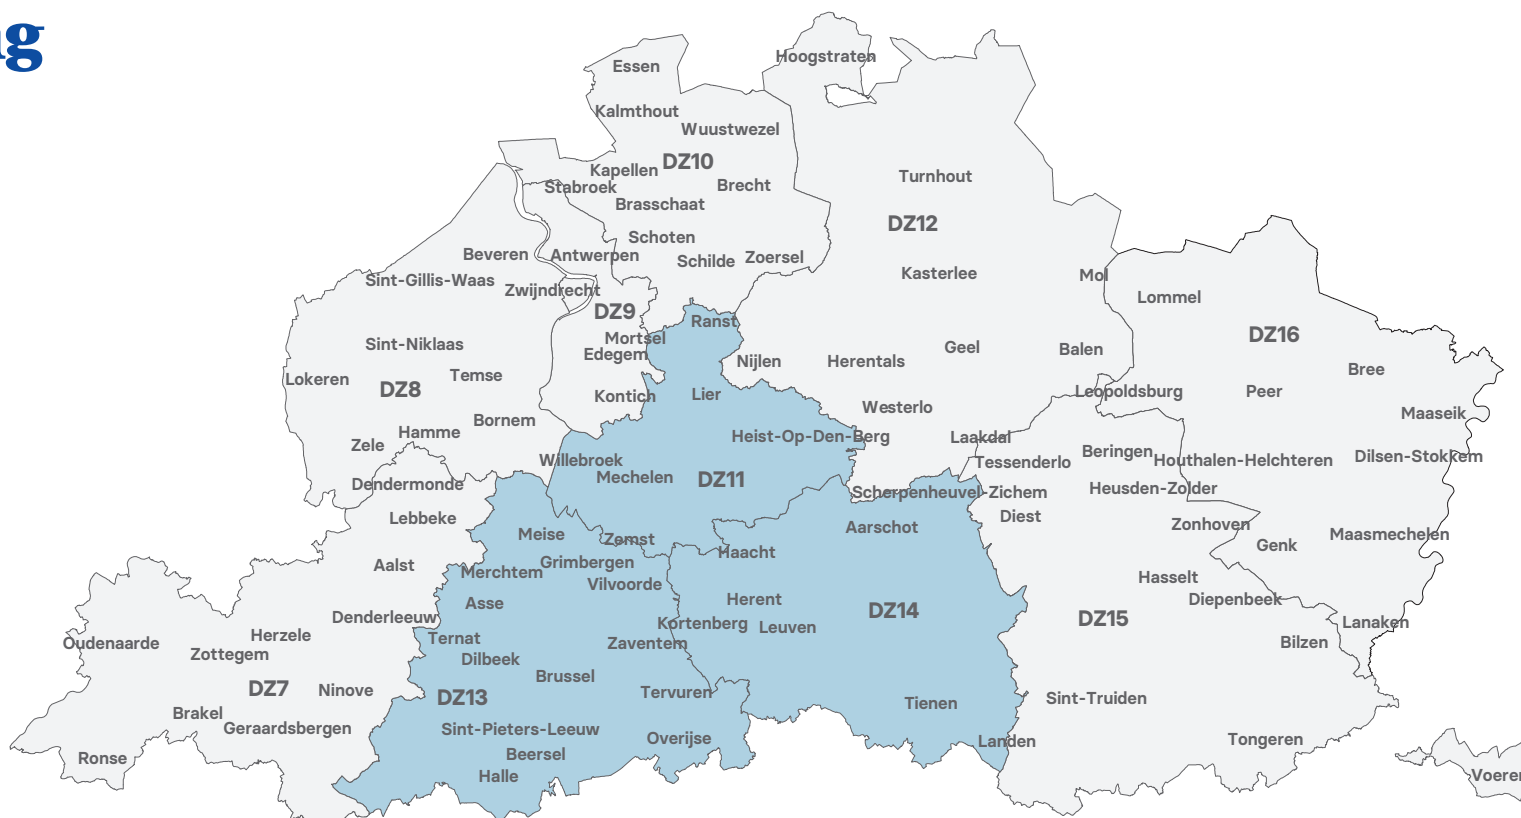 ng
Hoogstraten
Essen
Kalmthout
Wuustwezel
DZ10
Kapellen
Turnhout
Stabroek
Brecht
Brasschaat
DZ12
Schoten
Beveren
Antwerpen
Schilde
Zoersel
Kasterlee
Mol
Sint-Gillis-Waas
Zwijndrecht
Lommel
DZ9
Ranst
DZ16
Mortsel
Sint-Niklaas
Edegem
Geel
Balen
Nijlen
Herentals
Bree
Lokeren
Temse
DZ8
Kontich
Lier
Leopoldsburg
Peer
Westerlo
Maaseik
Bornem
Hamme
Heist-Op-Den-Berg
Laakdal
Zele
Beringen
Willebroek
Tessenderlo
Houthalen-Helchteren
Dilsen-Stokkem
Mechelen
DZ11
Dendermonde
Scherpenheuvel-Zichem
Heusden-Zolder
Lebbeke
Diest
Aarschot
Zonhoven
Meise
Zemst
Maasmechelen
Genk
Haacht
Aalst
Grimbergen
Merchtem
Vilvoorde
Hasselt
Asse
Herent
Diepenbeek
DZ14
Denderleeuw
DZ15
Kortenberg
Leuven
Lanaken
Herzele
Ternat
Oudenaarde
Zaventem
Bilzen
Zottegem
Dilbeek
Brussel
DZ7
Ninove
DZ13
Tervuren
Sint-Truiden
Tienen
Brakel
Geraardsbergen
Sint-Pieters-Leeuw
Overijse
Landen
Tongeren
Beersel
Ronse
Halle
Voeren